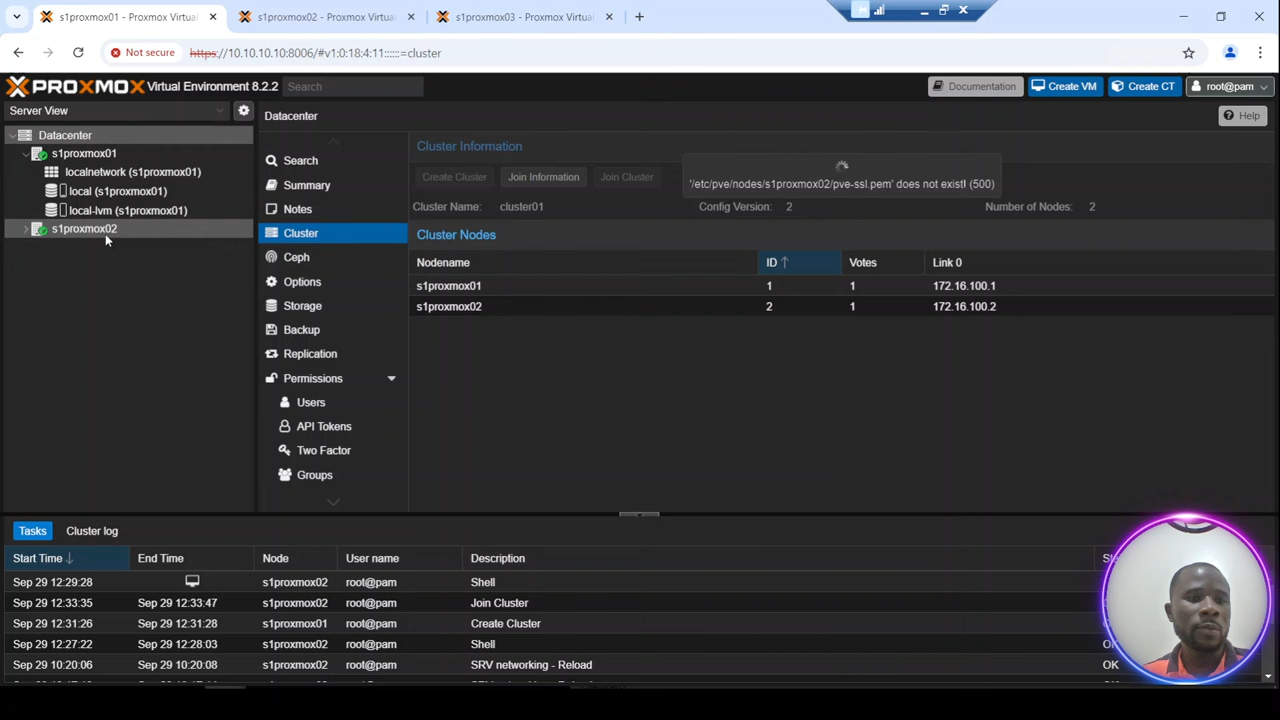 s1proxmox01 - Proxmox Virtual
s1proxmox02 - Proxmox Virtual
s1proxmox03 - Proxmox Virtual
Not secure
https://10.10.10.10:8006/#v1:0:18:4:11::::::=cluster
PROXMOX Virtual Environment 8.2.2
Search
Documentation
Create VM
Create CT
root@pam
Server View
Datacenter
Help
Datacenter
s1proxmox01
localnetwork (s1proxmox01)
local (s1proxmox01)
local-lvm (s1proxmox01)
s1proxmox02
Search
Summary
Notes
Cluster
Ceph
Options
Storage
Backup
Replication
Permissions
Users
API Tokens
Two Factor
Groups
Cluster Information
Create Cluster
Join Information
Join Cluster
'/etc/pve/nodes/s1proxmox02/pve-ssl.pem' does not exist! (500)
Cluster Name: cluster01 Config Version: 2 Number of Nodes: 2
Cluster Nodes
Nodename ID Votes Link 0
s1proxmox01 1 1 172.16.100.1
s1proxmox02 2 1 172.16.100.2
Tasks Cluster log
Start Time End Time Node User name Description
Sep 29 12:29:28 s1proxmox02 root@pam Shell
Sep 29 12:33:35 Sep 29 12:33:47 s1proxmox02 root@pam Join Cluster
Sep 29 12:31:26 Sep 29 12:31:28 s1proxmox01 root@pam Create Cluster
Sep 29 12:27:22 Sep 29 12:28:03 s1proxmox02 root@pam Shell
Sep 29 10:20:06 Sep 29 10:20:08 s1proxmox02 root@pam SRV networking - Reload OK